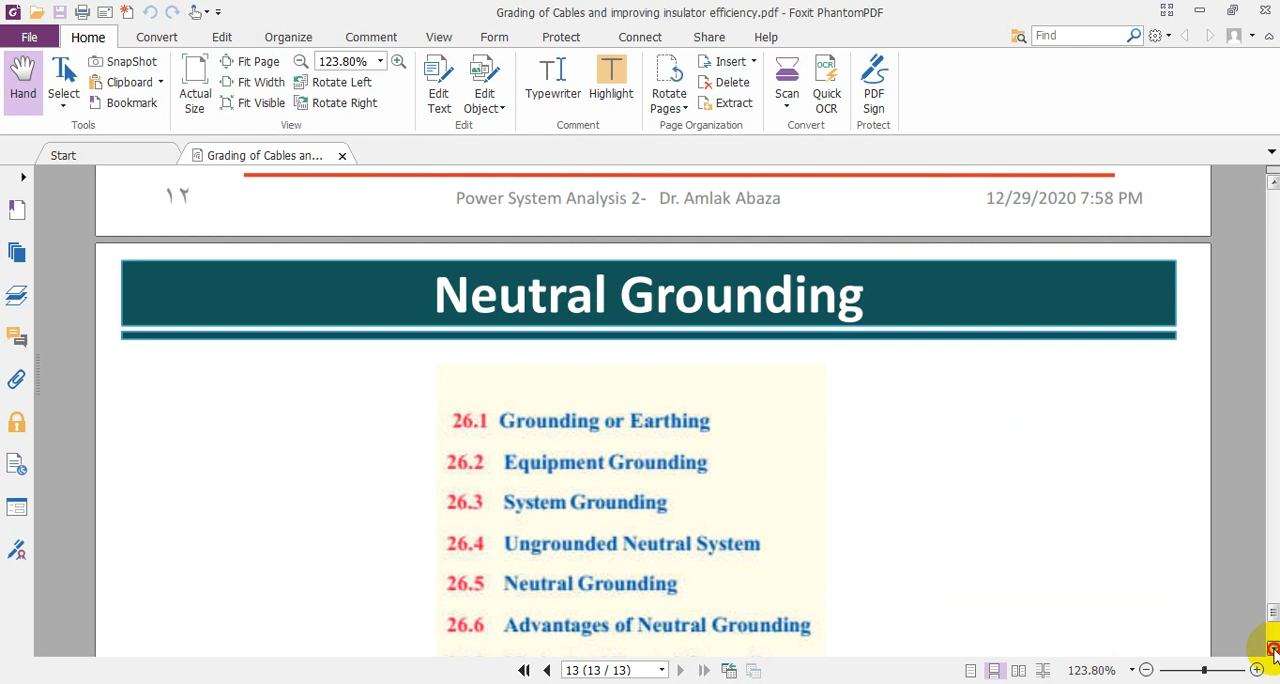 Grading of Cables and improving insulator efficiency.pdf - Foxit PhantomPDF
File Home Convert Edit Organize Comment View Form Protect Connect Share Help Find
Hand
Select
SnapShot
Clipboard
Bookmark
Tools
Actual Size
Fit Page
Fit Width
Fit Visible
123.80%
Rotate Left
Rotate Right
View
Edit Text
Edit Object
Edit
Typewriter
Highlight
Comment
Rotate Pages
Insert
Delete
Extract
Page Organization
Scan
Quick OCR
Convert
PDF Sign
Protect
Start
Grading of Cables an...
١٢ Power System Analysis 2- Dr. Amlak Abaza 12/29/2020 7:58 PM
Neutral Grounding
26.1 Grounding or Earthing
26.2 Equipment Grounding
26.3 System Grounding
26.4 Ungrounded Neutral System
26.5 Neutral Grounding
26.6 Advantages of Neutral Grounding
13 (13 / 13) 123.80%